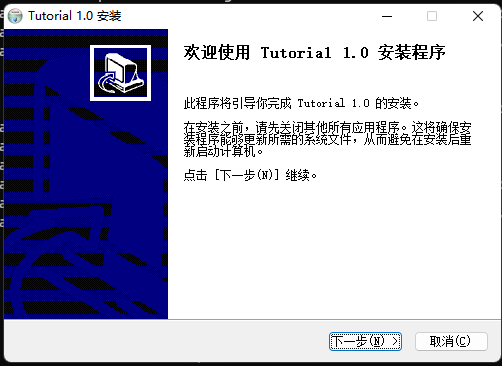 Tutorial 1.0 安装
欢迎使用 Tutorial 1.0 安装程序
此程序将引导你完成 Tutorial 1.0 的安装。
在安装之前，请先关闭其他所有应用程序。这将确保安
装程序能够更新所需的系统文件，从而避免在安装后重
新启动计算机。
点击 [下一步(N)] 继续。
下一步(N) >
取消(C)